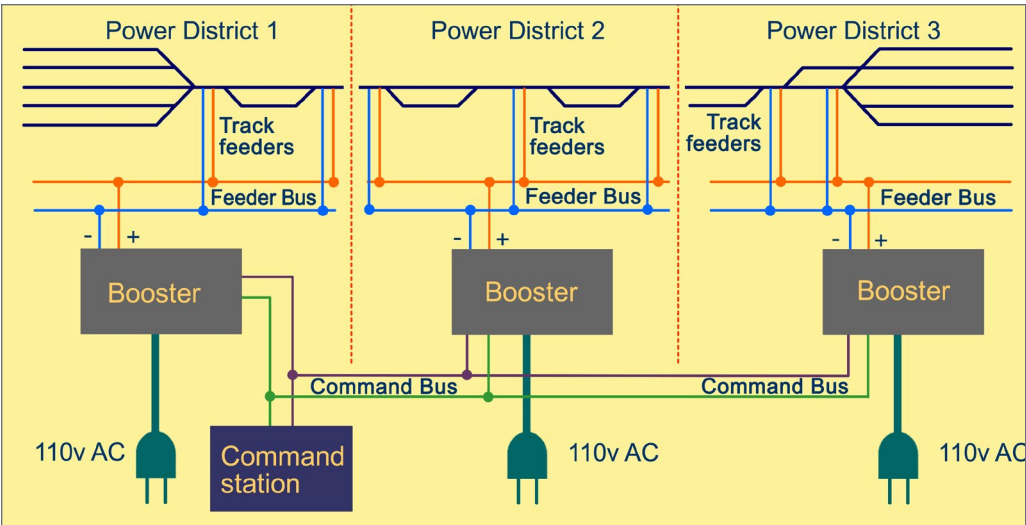 Power District 1
Power District 2
Power District 3
Track
feeders
Track
feeders
Track
feeders
Feeder Bus
Feeder Bus
Feeder Bus
- +
- +
- +
Booster
Booster
Booster
Command Bus
Command Bus
110v AC
Command
station
110v AC
110v AC